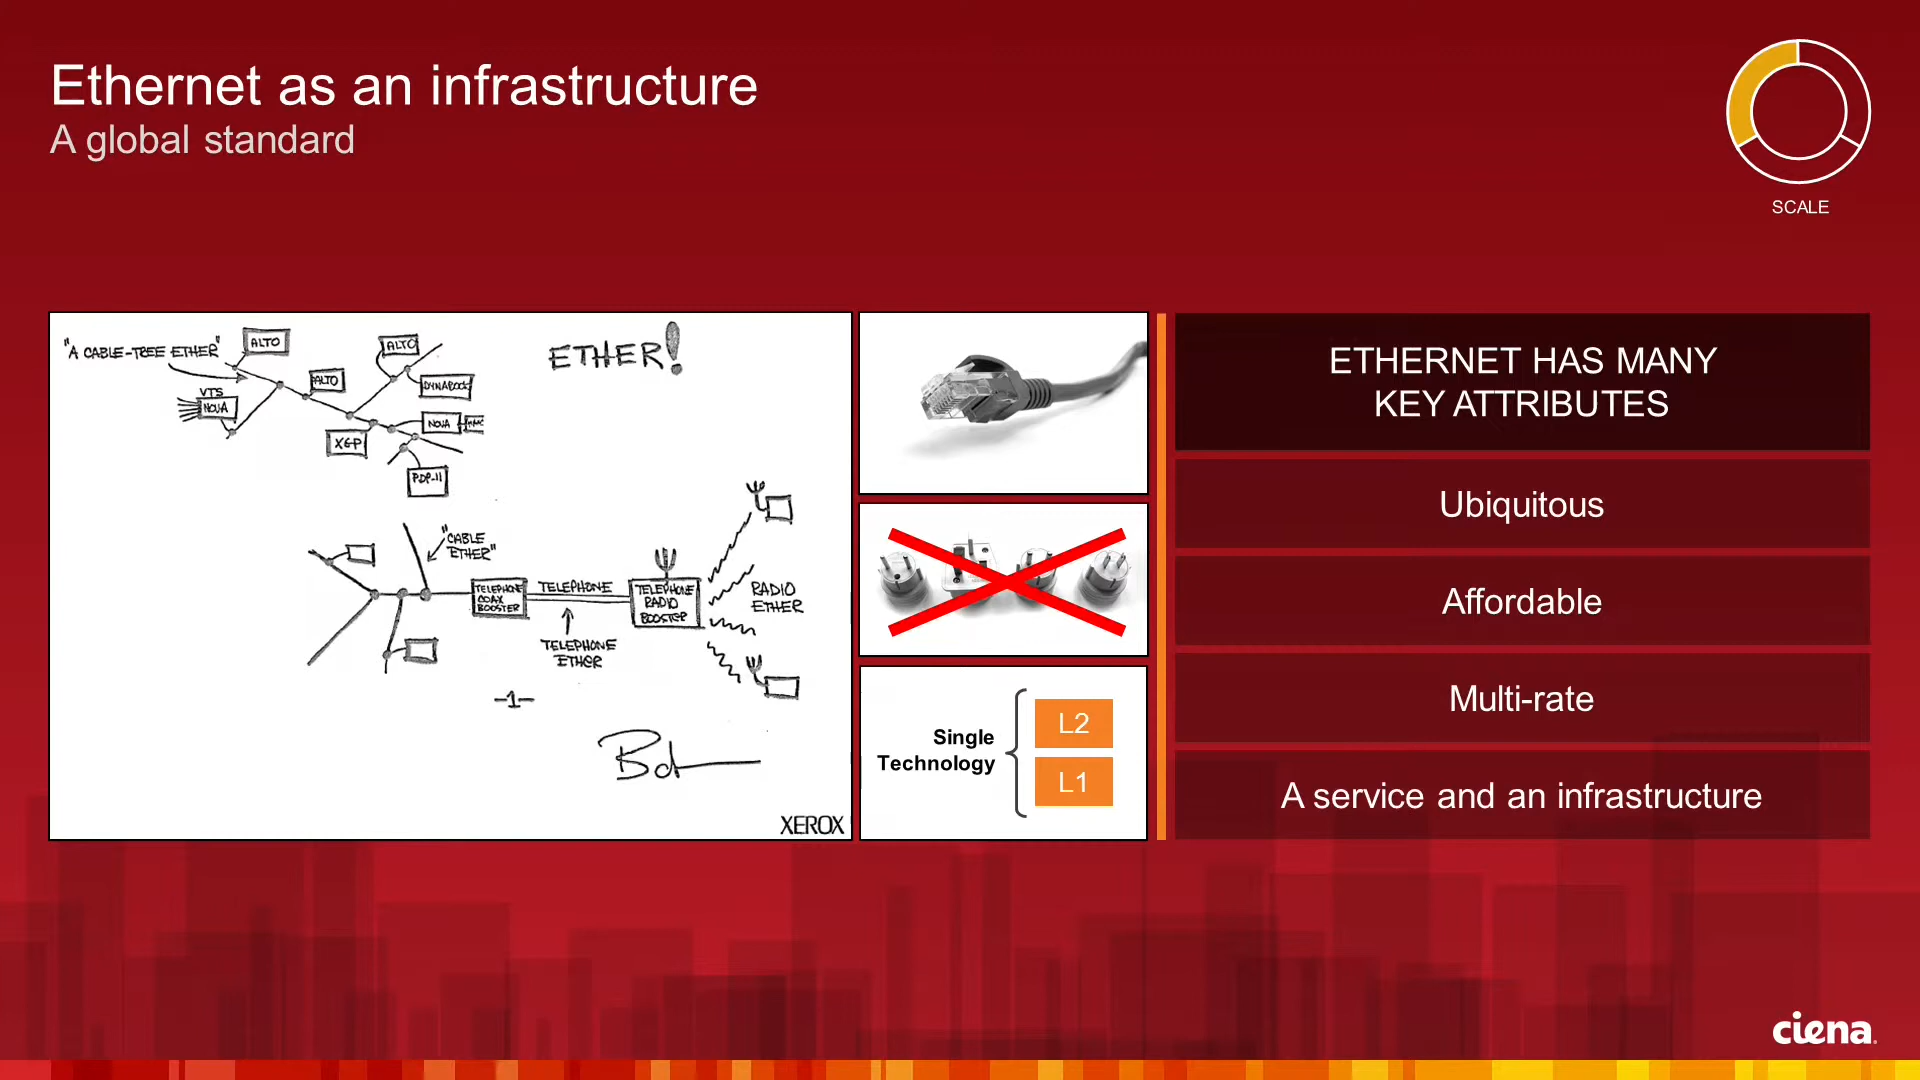 Ethernet as an infrastructure
A global standard
SCALE
"A CABLE-TREE ETHER"
ALTO
ALTO
ETHER!
ALTO
DYNABOOK
VTS
NOVA
NOVA
XGP
PDP-11
"CABLE
ETHER"
TELEPHONE
COAX
BOOSTER
TELEPHONE
TELEPHONE
RADIO
BOOSTER
RADIO
ETHER
TELEPHONE
ETHER
-1-
XEROX
Single
Technology
L2
L1
ETHERNET HAS MANY
KEY ATTRIBUTES
Ubiquitous
Affordable
Multi-rate
A service and an infrastructure
ciena.